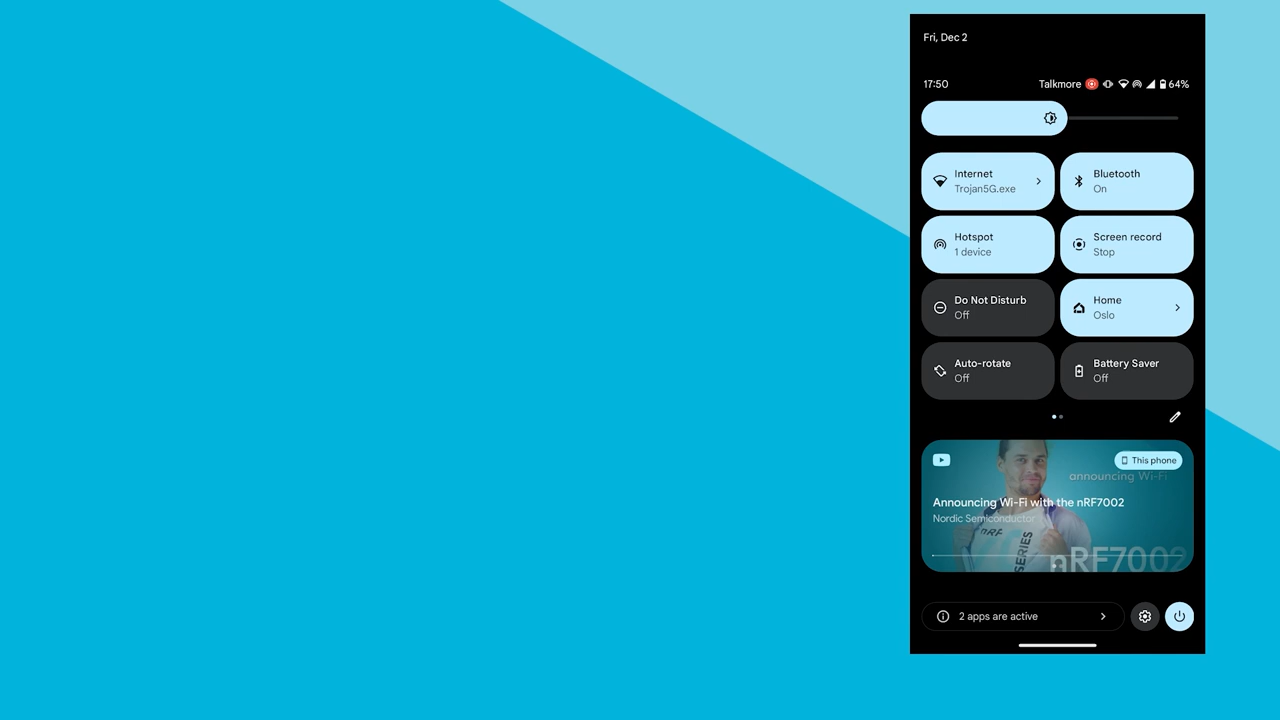 Fri, Dec 2
17:50 Talkmore 64%
Internet
Trojan5G.exe
Bluetooth
On
Hotspot
1 device
Screen record
Stop
Do Not Disturb
Off
Home
Oslo
Auto-rotate
Off
Battery Saver
Off
This phone
announcing Wi-Fi
Announcing Wi-Fi with the nRF7002
Nordic Semiconductor
nRF
SERIES
nRF7002
2 apps are active